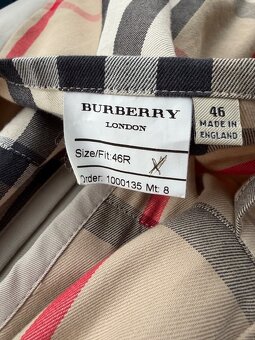 BURBERRY
LONDON
Size/Fit: 46R
Order: 1000135 Mt: 8
46
MADE IN
ENGLAND